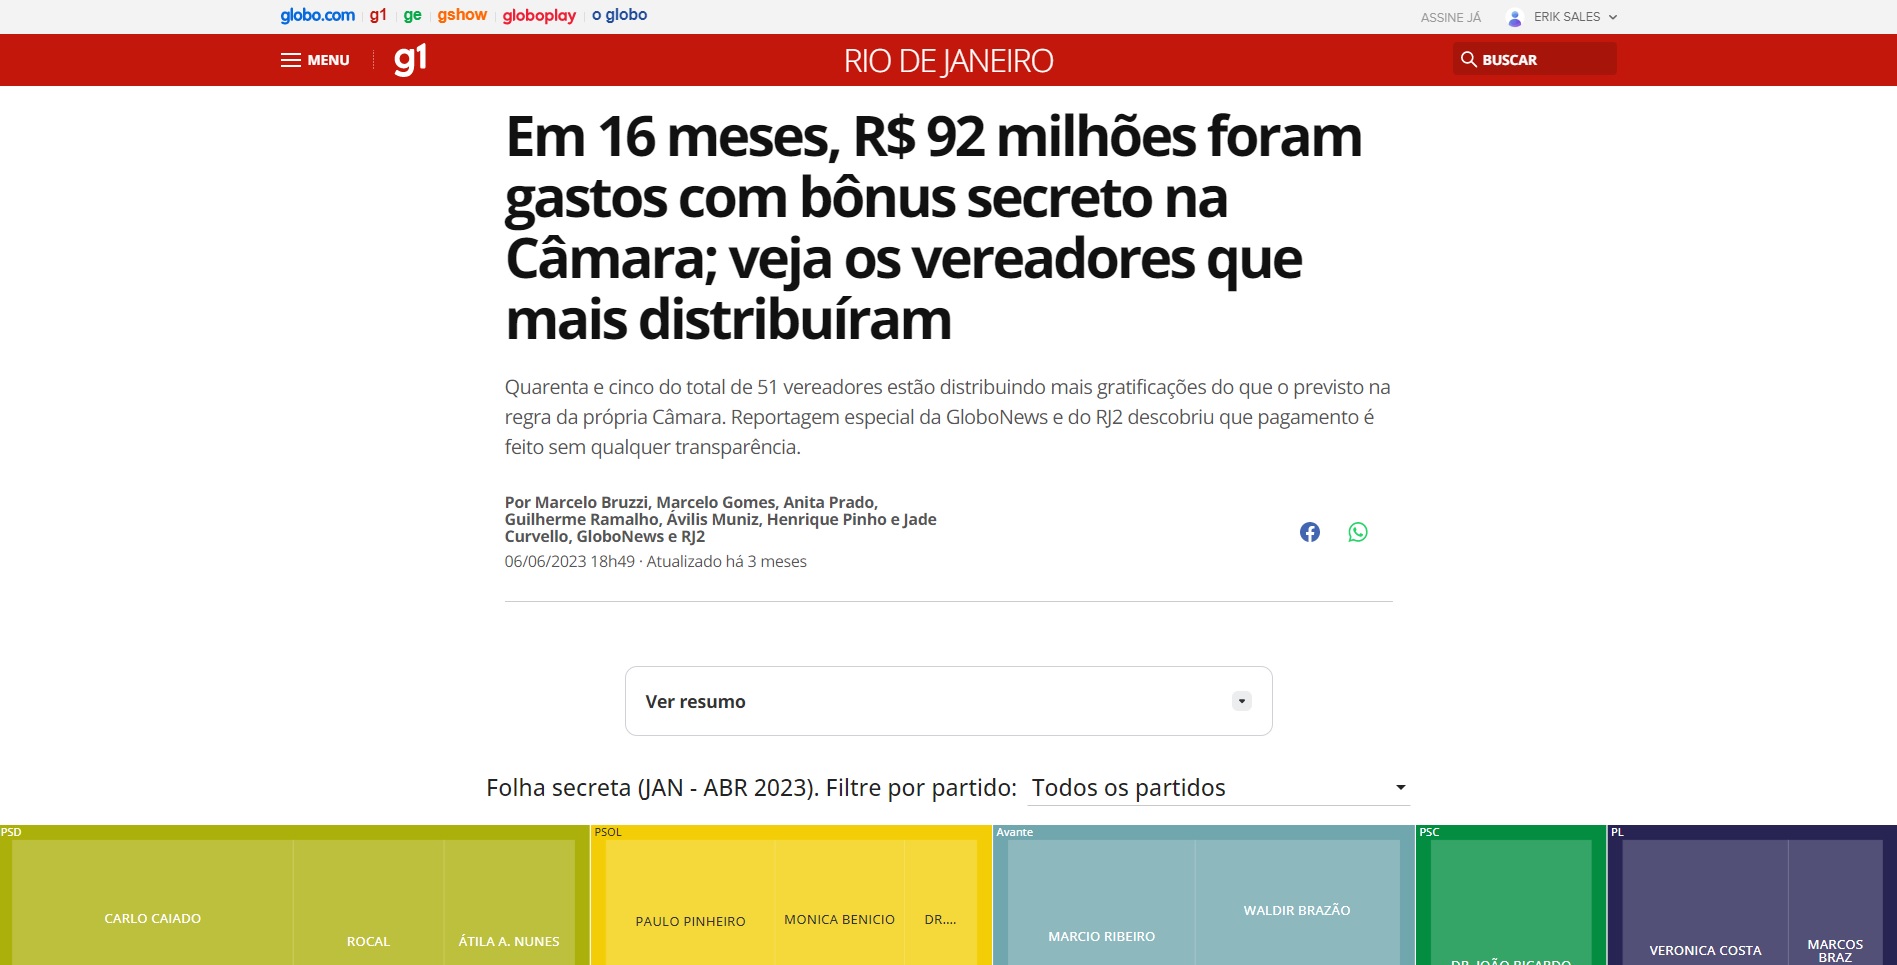 globo.com g1 ge gshow globoplay o globo ASSINE JÁ ERIK SALES
MENU g1 RIO DE JANEIRO BUSCAR
Em 16 meses, R$ 92 milhões foram
gastos com bônus secreto na
Câmara; veja os vereadores que
mais distribuíram
Quarenta e cinco do total de 51 vereadores estão distribuindo mais gratificações do que o previsto na
regra da própria Câmara. Reportagem especial da GloboNews e do RJ2 descobriu que pagamento é
feito sem qualquer transparência.
Por Marcelo Bruzzi, Marcelo Gomes, Anita Prado,
Guilherme Ramalho, Ávilis Muniz, Henrique Pinho e Jade
Curvello, GloboNews e RJ2
06/06/2023 18h49 · Atualizado há 3 meses
Ver resumo
Folha secreta (JAN - ABR 2023). Filtre por partido: Todos os partidos
PSD
CARLO CAIADO
ROCAL
ÁTILA A. NUNES
PSOL
PAULO PINHEIRO
MONICA BENICIO
DR....
Avante
MARCIO RIBEIRO
WALDIR BRAZÃO
PSC
DR. JOÃO RICARDO
PL
VERONICA COSTA
MARCOS
BRAZ